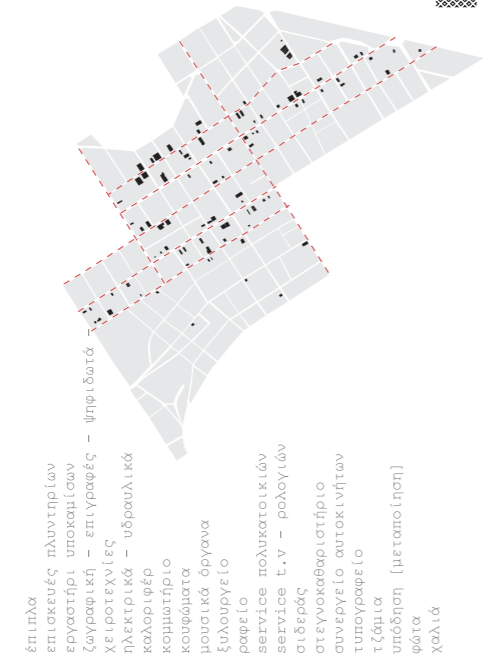 έπιπλα
επισκευές πλυντηρίων
εργαστήρι υποκαμίσων
ζωγραφική – επιγραφές – ψηφιδωτά –
χειροτεχνίες
ηλεκτρικά – υδραυλικά
καλοριφέρ
κομμωτήριο
κουφώματα
μουσικά όργανα
ξυλουργείο
ραφείο
service πολυκατοικιών
service t.v – ρολογιών
σιδεράς
στεγνοκαθαριστήριο
συνεργείο αυτοκινήτων
τυπογραφείο
τζάμια
υπόδηση [μεταποίηση]
φώτα
χαλιά